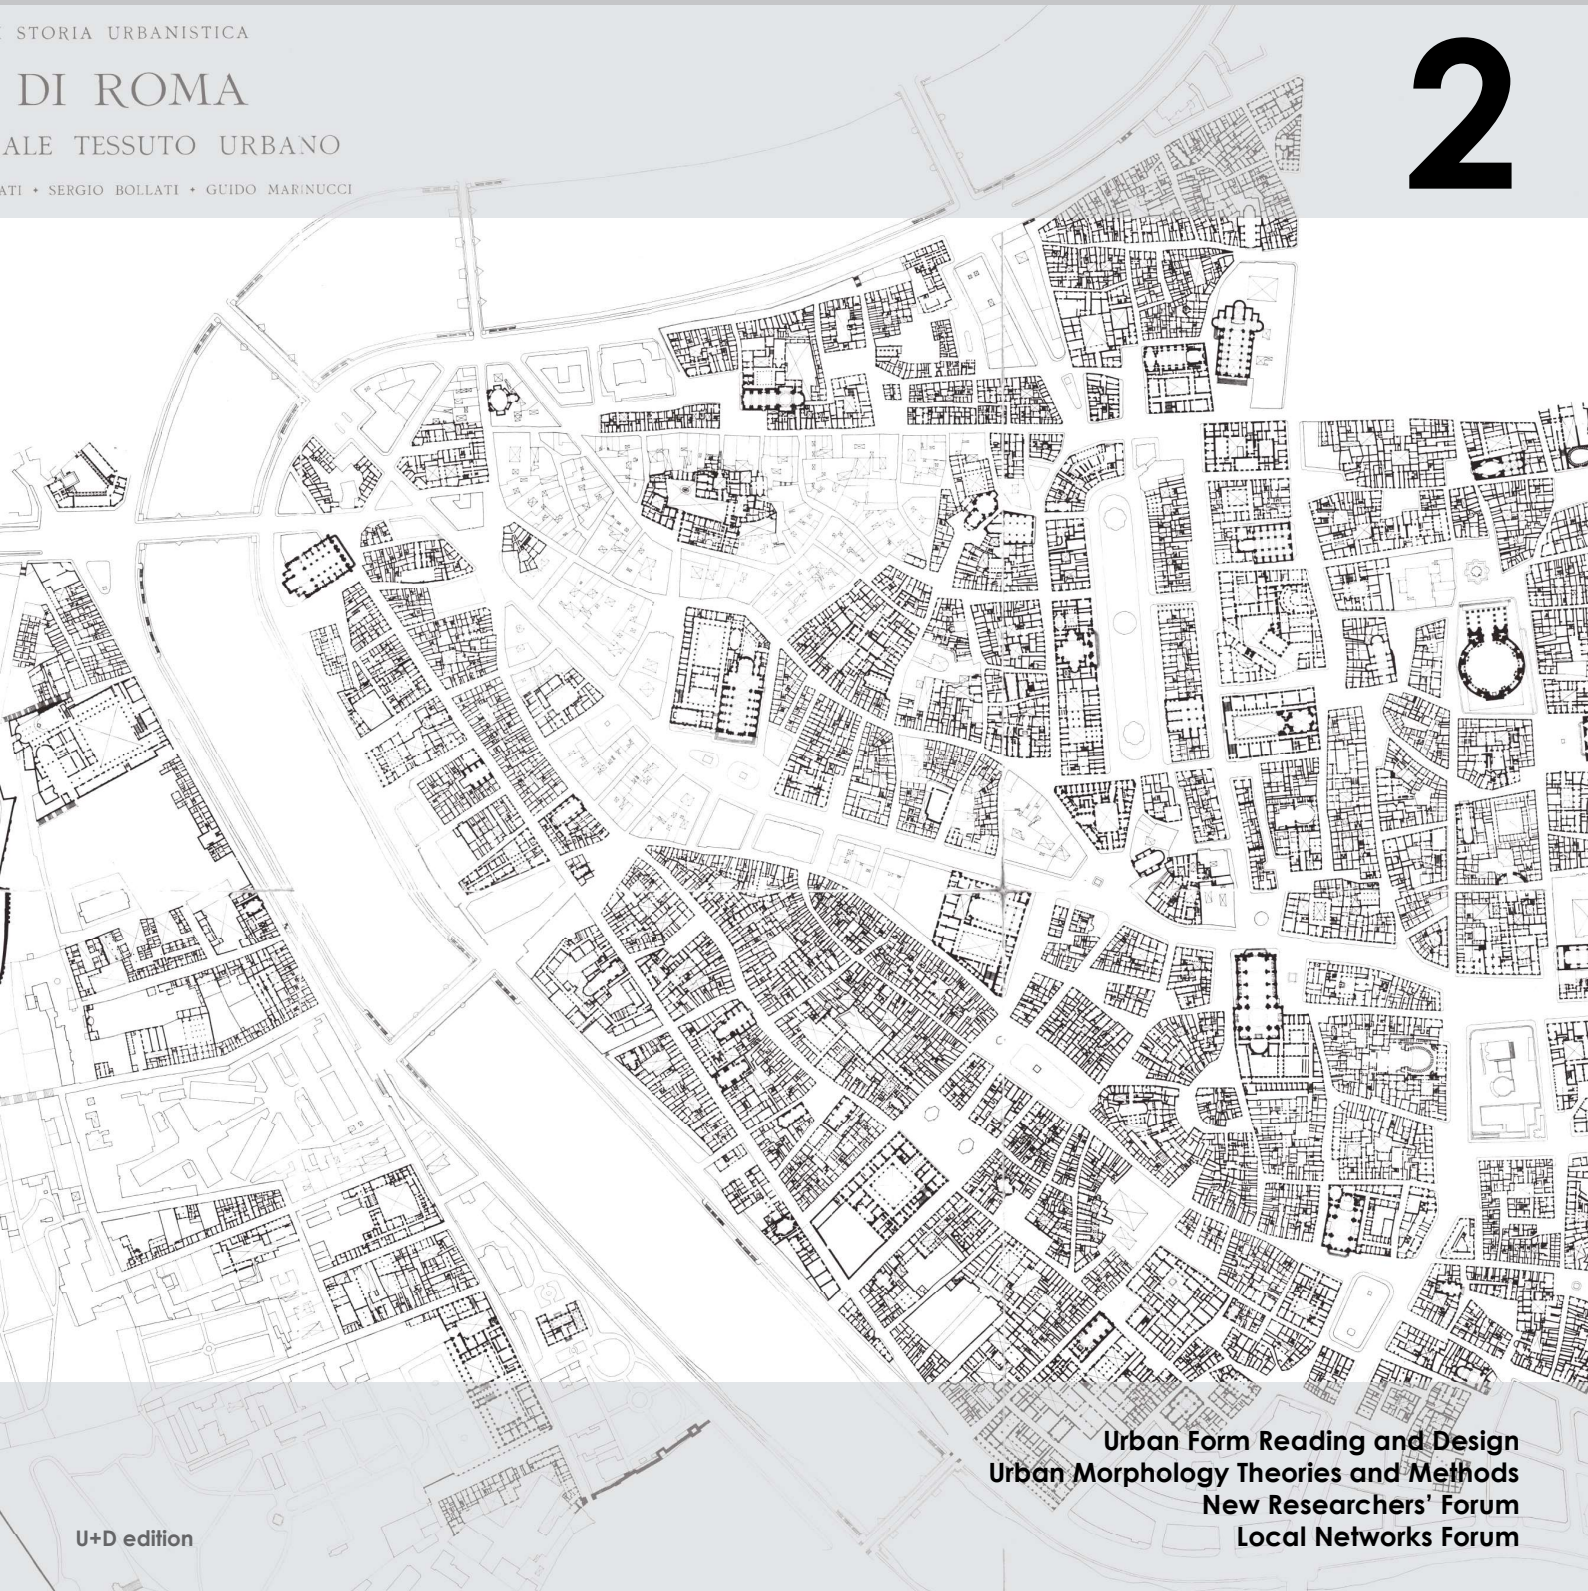 STORIA URBANISTICA
DI ROMA
ALE TESSUTO URBANO
ATI • SERGIO BOLLATI • GUIDO MARINUCCI
2
Urban Form Reading and Design
Urban Morphology Theories and Methods
New Researchers’ Forum
Local Networks Forum
U+D edition